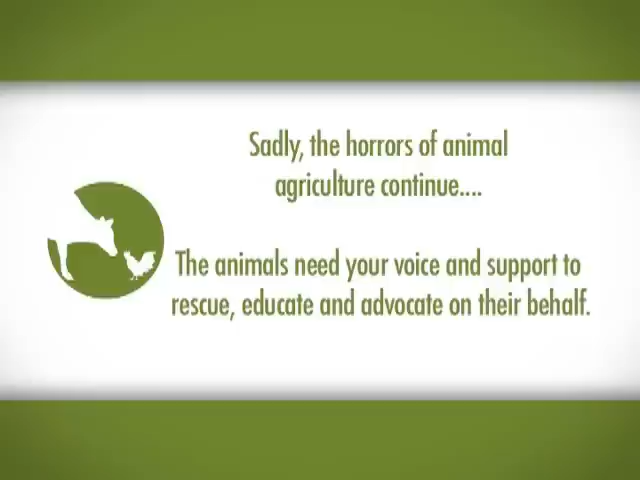 Sadly, the horrors of animal
agriculture continue....
The animals need your voice and support to
rescue, educate and advocate on their behalf.